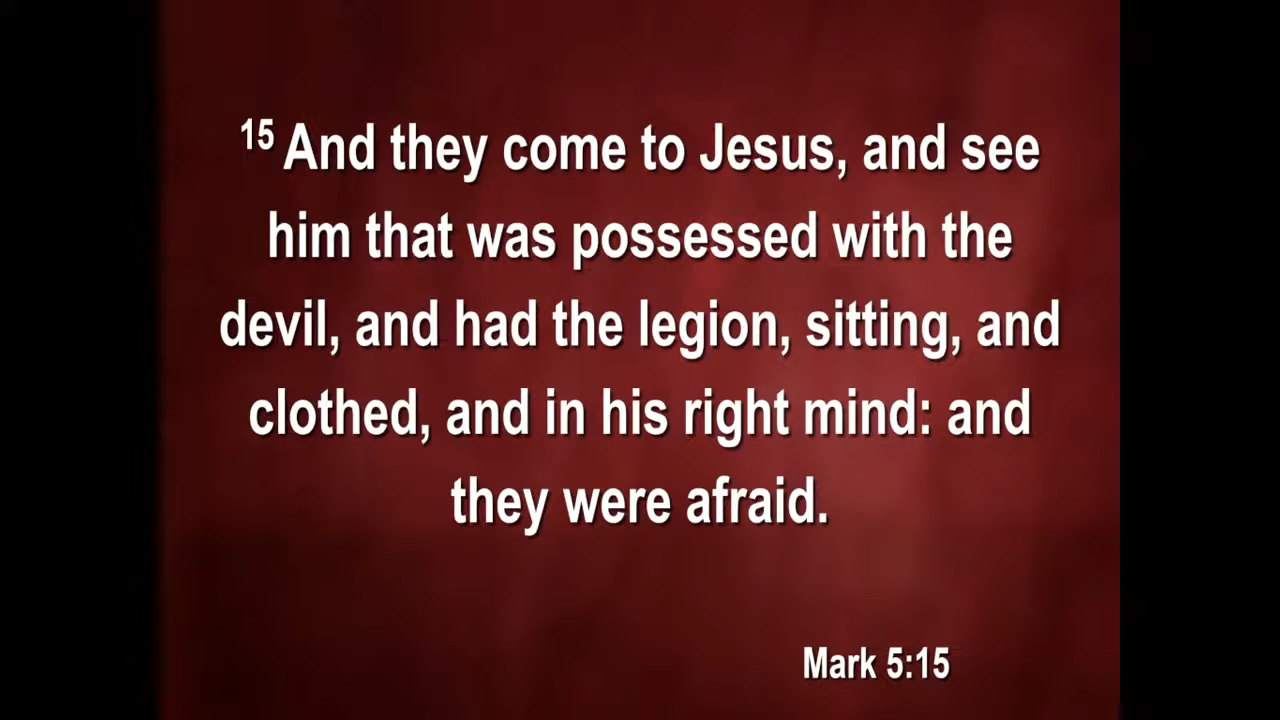 15 And they come to Jesus, and see
him that was possessed with the
devil, and had the legion, sitting, and
clothed, and in his right mind: and
they were afraid.
Mark 5:15